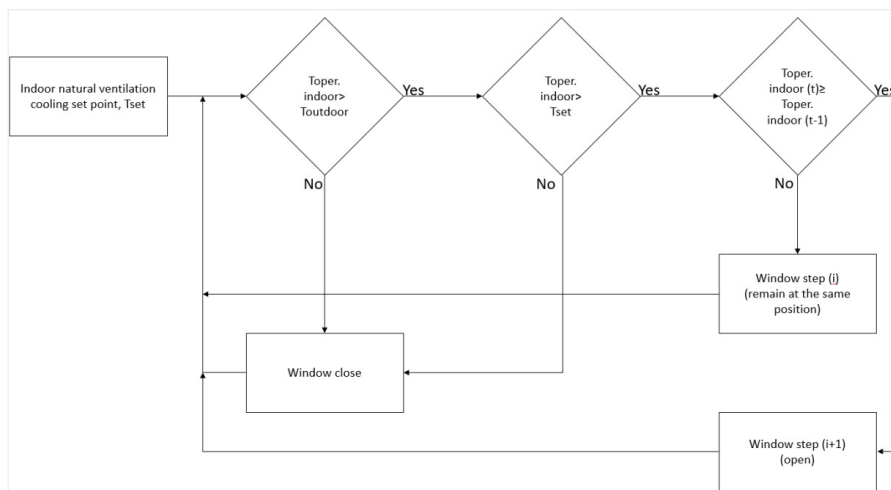 Indoor natural ventilation
cooling set point, Tset
Toper.
indoor>
Toutdoor
Yes
No
Toper.
indoor>
Tset
Yes
No
Toper.
indoor (t)≥
Toper.
indoor (t-1)
Yes
No
Window step (i)
(remain at the same
position)
Window close
Window step (i+1)
(open)